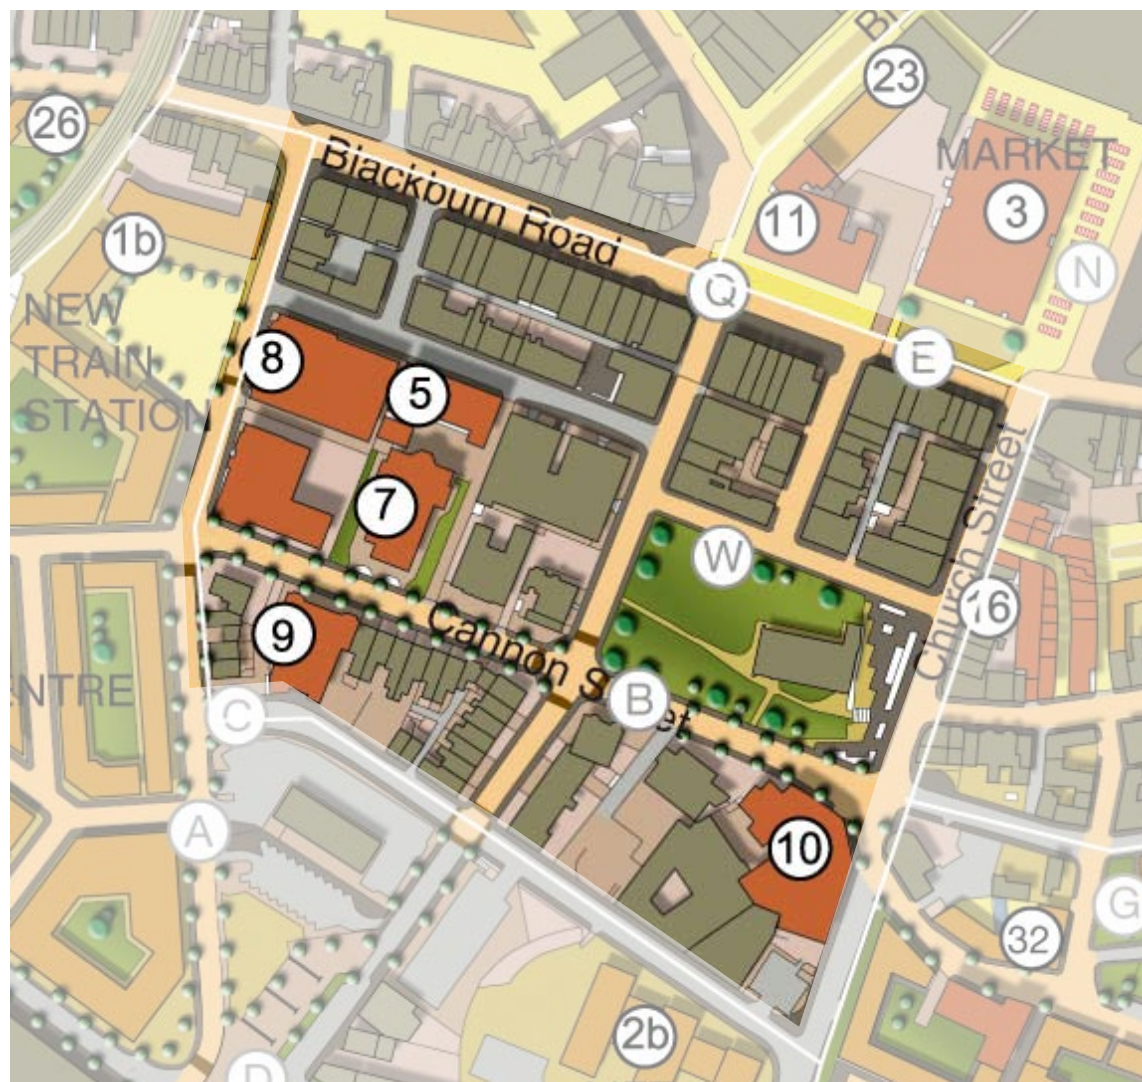 Bl
23
26
MARKET
3
11
1b
Blackburn Road
N
Q
NEW
TRAIN
STATION
E
8
5
7
Church Street
W
16
9
Cannon Street
NTRE
B
C
A
10
G
32
2b
D